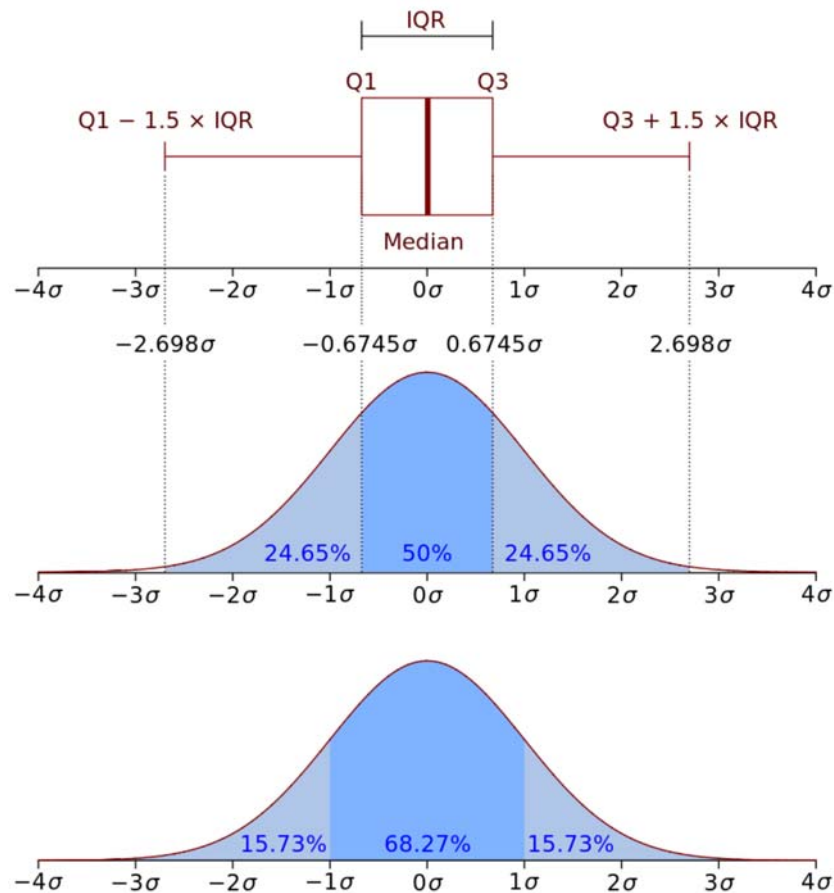 IQR
Q1 Q3
Q1 − 1.5 × IQR Q3 + 1.5 × IQR
Median
−4σ −3σ −2σ −1σ 0σ 1σ 2σ 3σ 4σ
−2.698σ −0.6745σ 0.6745σ 2.698σ
24.65% 50% 24.65%
−4σ −3σ −2σ −1σ 0σ 1σ 2σ 3σ 4σ
15.73% 68.27% 15.73%
−4σ −3σ −2σ −1σ 0σ 1σ 2σ 3σ 4σ